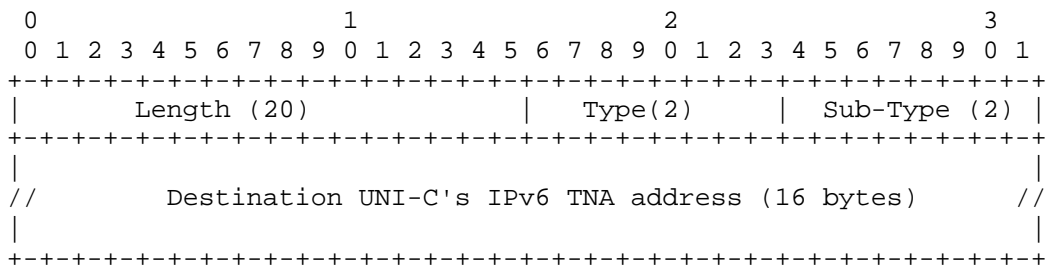 0                   1                   2                   3
 0 1 2 3 4 5 6 7 8 9 0 1 2 3 4 5 6 7 8 9 0 1 2 3 4 5 6 7 8 9 0 1
+-+-+-+-+-+-+-+-+-+-+-+-+-+-+-+-+-+-+-+-+-+-+-+-+-+-+-+-+-+-+-+-+
|       Length (20)             |   Type(2)     |  Sub-Type (2) |
+-+-+-+-+-+-+-+-+-+-+-+-+-+-+-+-+-+-+-+-+-+-+-+-+-+-+-+-+-+-+-+-+
|                                                               |
//        Destination UNI-C's IPv6 TNA address (16 bytes)      //
|                                                               |
+-+-+-+-+-+-+-+-+-+-+-+-+-+-+-+-+-+-+-+-+-+-+-+-+-+-+-+-+-+-+-+-+